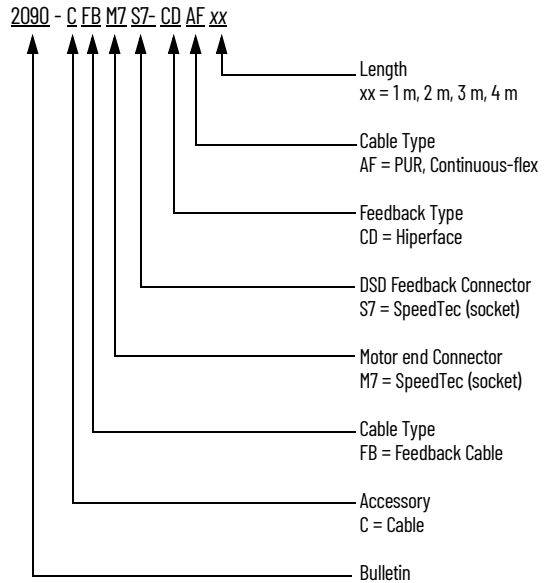 2090 - C FB M7 S7- CD AF xx
Length
xx = 1 m, 2 m, 3 m, 4 m
Cable Type
AF = PUR, Continuous-flex
Feedback Type
CD = Hiperface
DSD Feedback Connector
S7 = SpeedTec (socket)
Motor end Connector
M7 = SpeedTec (socket)
Cable Type
FB = Feedback Cable
Accessory
C = Cable
Bulletin